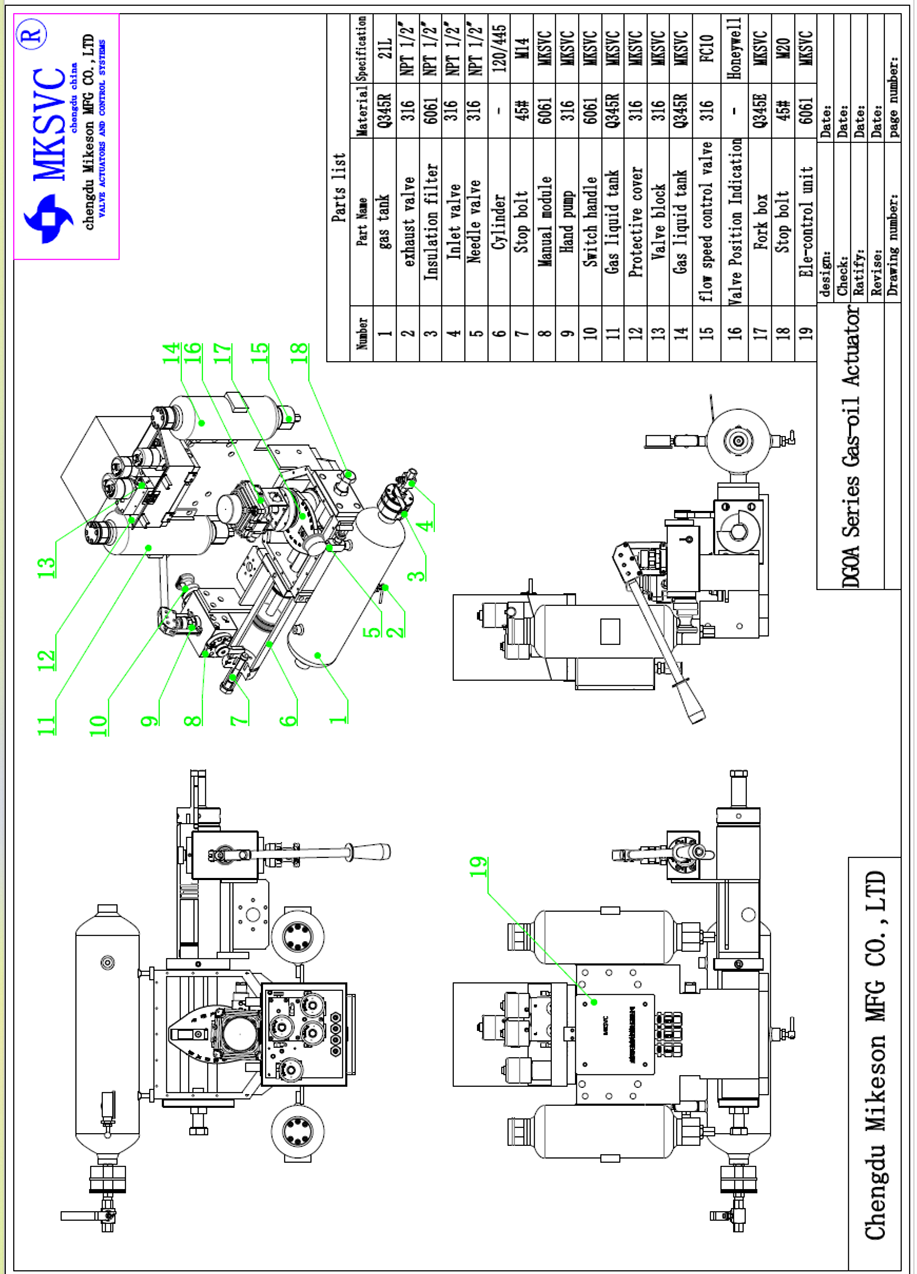 ®
MKSVC
chengdu china
chengdu Mikeson MFG CO.,LTD
VALVE ACTUATORS AND CONTROL SYSTEMS
Parts list
Number Part Name Material Specification
1 gas tank Q345R 21L
2 exhaust valve 316 NPT 1/2"
3 Insulation filter 6061 NPT 1/2"
4 Inlet valve 316 NPT 1/2"
5 Needle valve 316 NPT 1/2"
6 Cylinder - 120/445
7 Stop bolt 45# M14
8 Manual module 6061 MKSVC
9 Hand pump 316 MKSVC
10 Switch handle 6061 MKSVC
11 Gas liquid tank Q345R MKSVC
12 Protective cover 316 MKSVC
13 Valve block 316 MKSVC
14 Gas liquid tank Q345R MKSVC
15 flow speed control valve 316 FC10
16 Valve Position Indication - Honeywell
17 Fork box Q345E MKSVC
18 Stop bolt 45# M20
19 Ele-control unit 6061 MKSVC
design: Date:
Check: Date:
Ratify: Date:
Revise: Date:
Drawing number: page number:
DGOA Series Gas-oil Actuator
Chengdu Mikeson MFG CO.,LTD
14
16
17
15
18
13
12
11
10
9
8
7
6
1
5
2
3
4
19
MKSVC